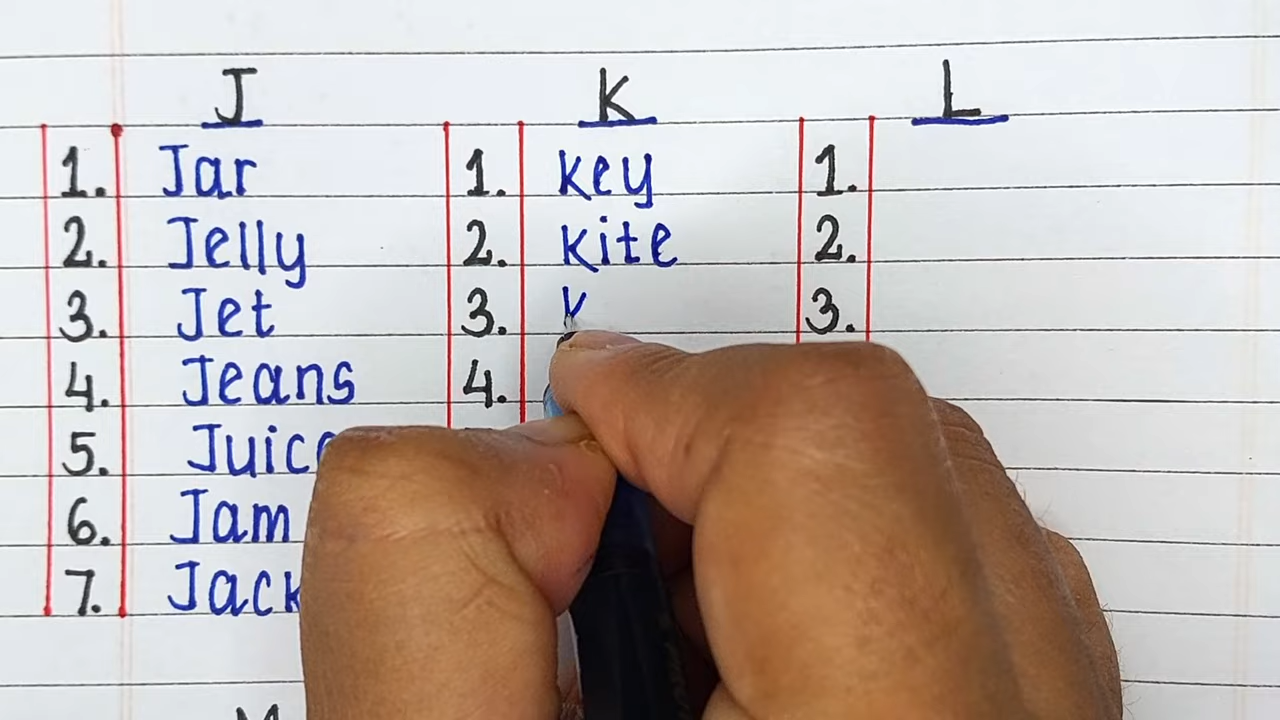 J K L
1. Jar 1. key 1.
2. Jelly 2. kite 2.
3. Jet 3. K 3.
4. Jeans 4.
5.
6. Jam
7.